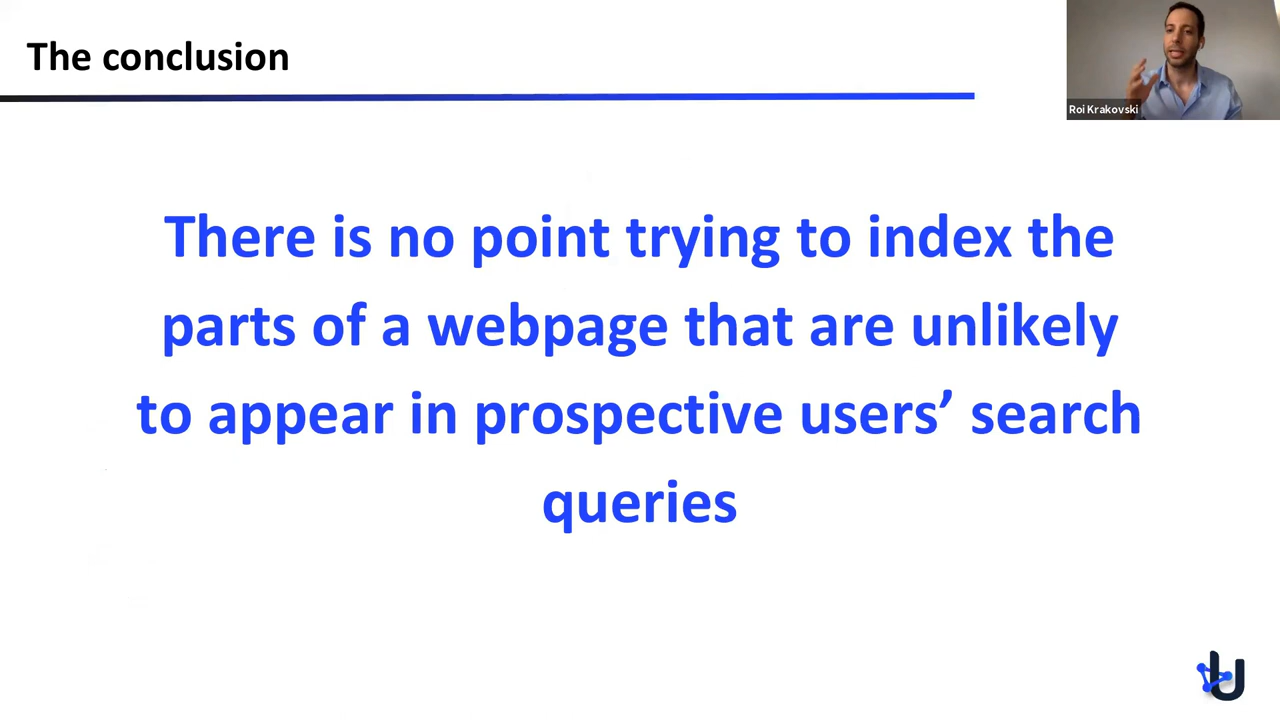 The conclusion
Roi Krakovski
There is no point trying to index the
parts of a webpage that are unlikely
to appear in prospective users’ search
queries